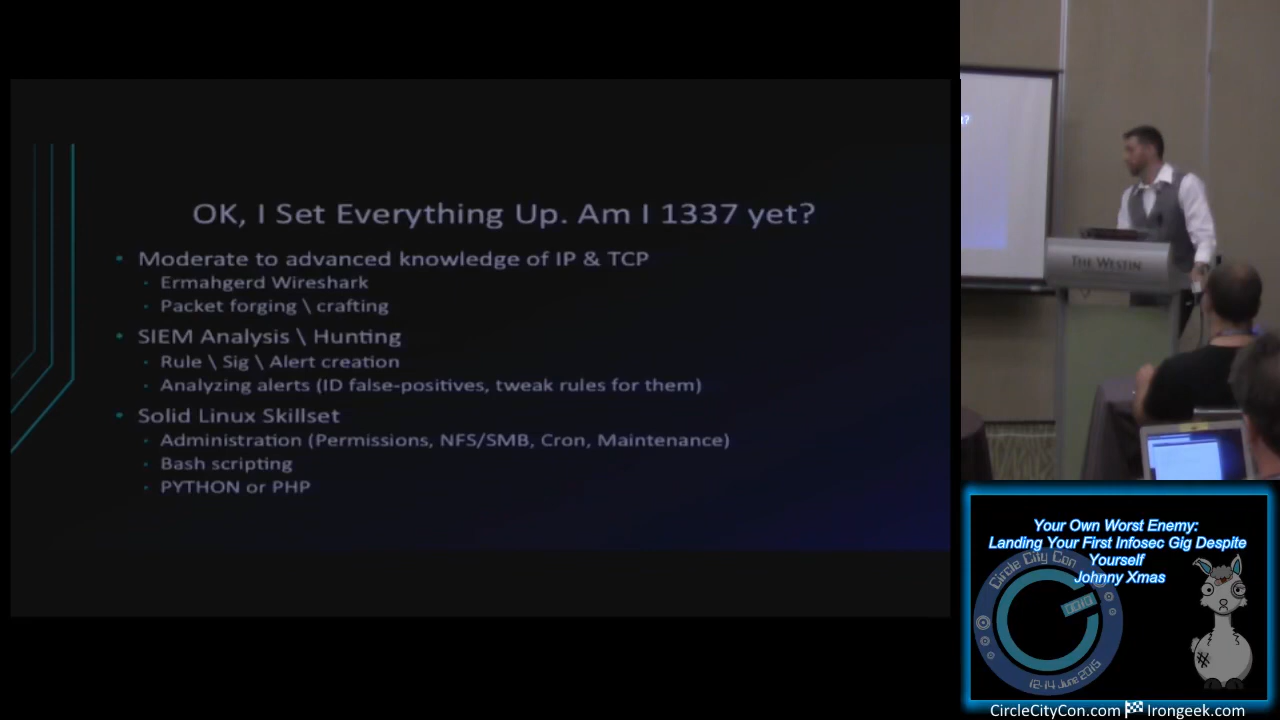 OK, I Set Everything Up. Am I 1337 yet?
• Moderate to advanced knowledge of IP & TCP
• Ermahgerd Wireshark
• Packet forging \ crafting
• SIEM Analysis \ Hunting
• Rule \ Sig \ Alert creation
• Analyzing alerts (ID false-positives, tweak rules for them)
• Solid Linux Skillset
• Administration (Permissions, NFS/SMB, Cron, Maintenance)
• Bash scripting
• PYTHON or PHP
THE WESTIN
Your Own Worst Enemy:
Landing Your First Infosec Gig Despite
Yourself
Johnny Xmas
Circle City Con
12-14 June 2015
CircleCityCon.com Irongeek.com